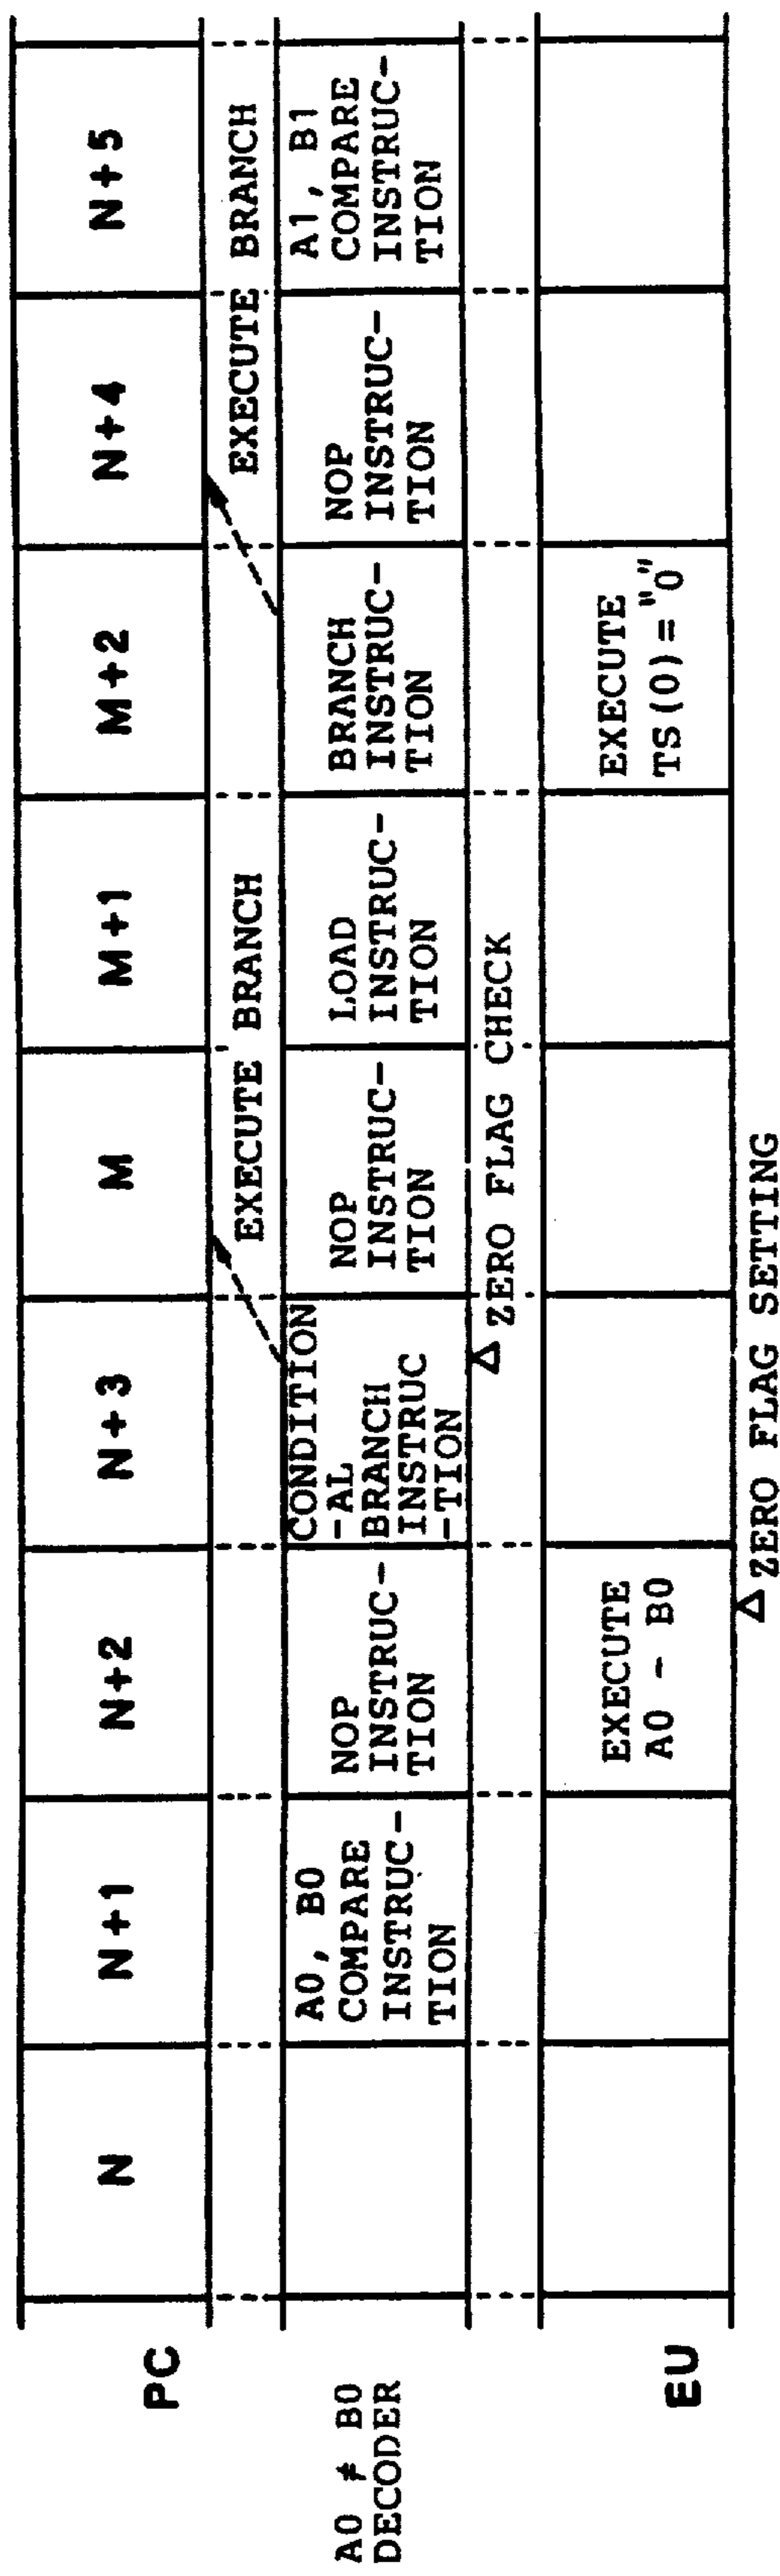 PC
N
N+1
N+2
N+3
M
M+1
M+2
N+4
N+5
EXECUTE BRANCH
EXECUTE BRANCH
A0 ≠ B0
DECODER
A0, B0
COMPARE
INSTRUC-
TION
NOP
INSTRUC-
TION
CONDITION
-AL
BRANCH
INSTRUC
-TION
NOP
INSTRUC-
TION
LOAD
INSTRUC-
TION
BRANCH
INSTRUC-
TION
NOP
INSTRUC-
TION
A1, B1
COMPARE
INSTRUC-
TION
Δ ZERO FLAG CHECK
EU
EXECUTE
A0 - B0
EXECUTE
TS(0)="0"
Δ ZERO FLAG SETTING